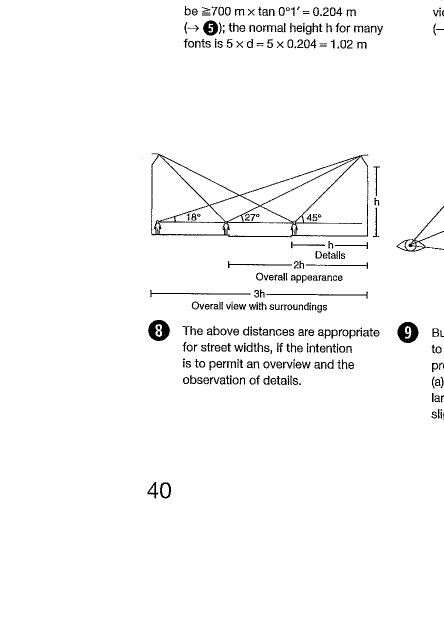 be ≧700 m × tan 0°1′ = 0.204 m
(→ 5); the normal height h for many
fonts is 5 × d = 5 × 0.204 = 1.02 m
18°
27°
45°
h
h
Details
2h
Overall appearance
3h
Overall view with surroundings
8 The above distances are appropriate
for street widths, if the intention
is to permit an overview and the
observation of details.
40
vi
(→
9 Bu
to
pr
(a)
lar
sli